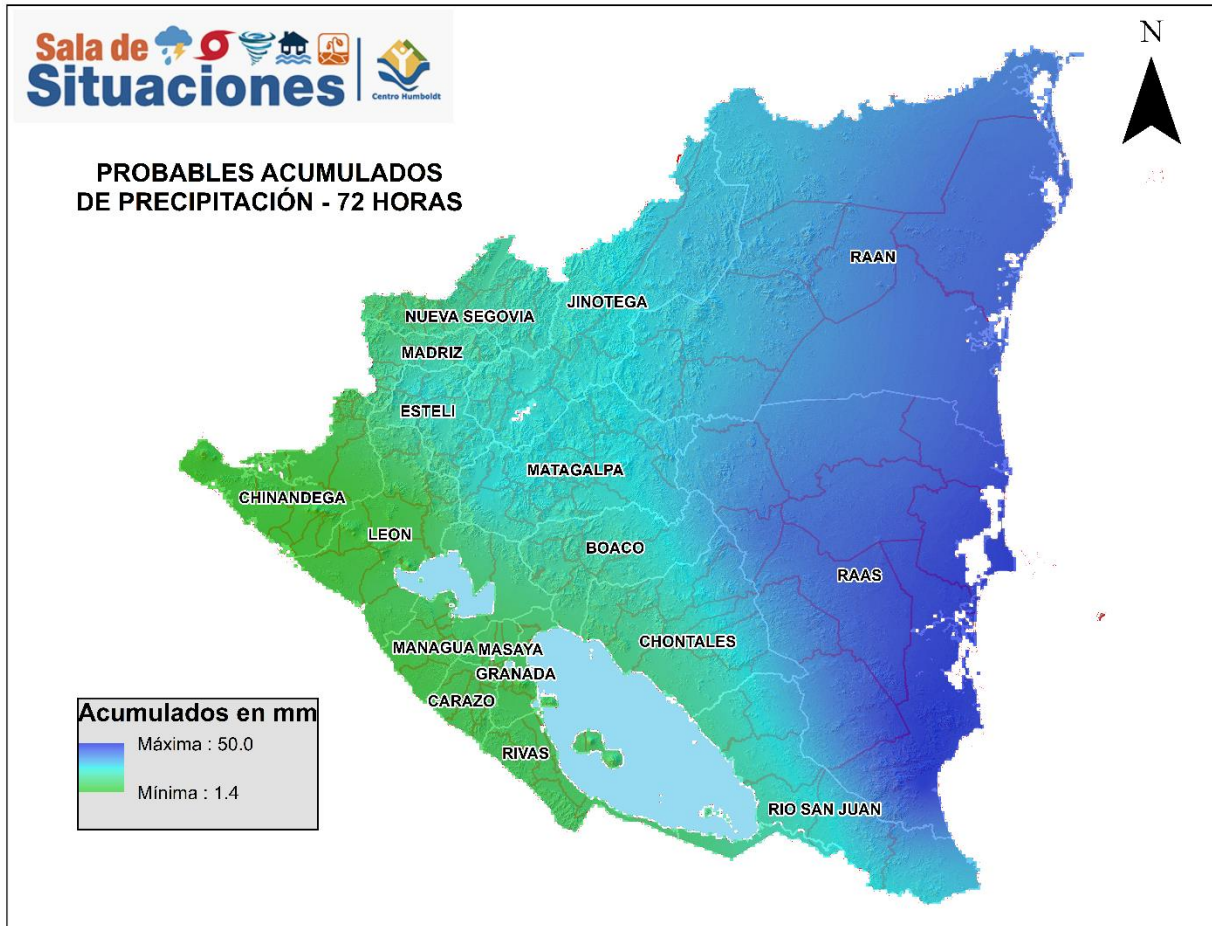 Sala de
Situaciones
Centro Humboldt
N
PROBABLES ACUMULADOS
DE PRECIPITACIÓN - 72 HORAS
RAAN
JINOTEGA
NUEVA SEGOVIA
MADRIZ
ESTELI
MATAGALPA
CHINANDEGA
LEON
BOACO
RAAS
CHONTALES
MANAGUA
MASAYA
GRANADA
CARAZO
RIVAS
RIO SAN JUAN
Acumulados en mm
Máxima : 50.0
Mínima : 1.4